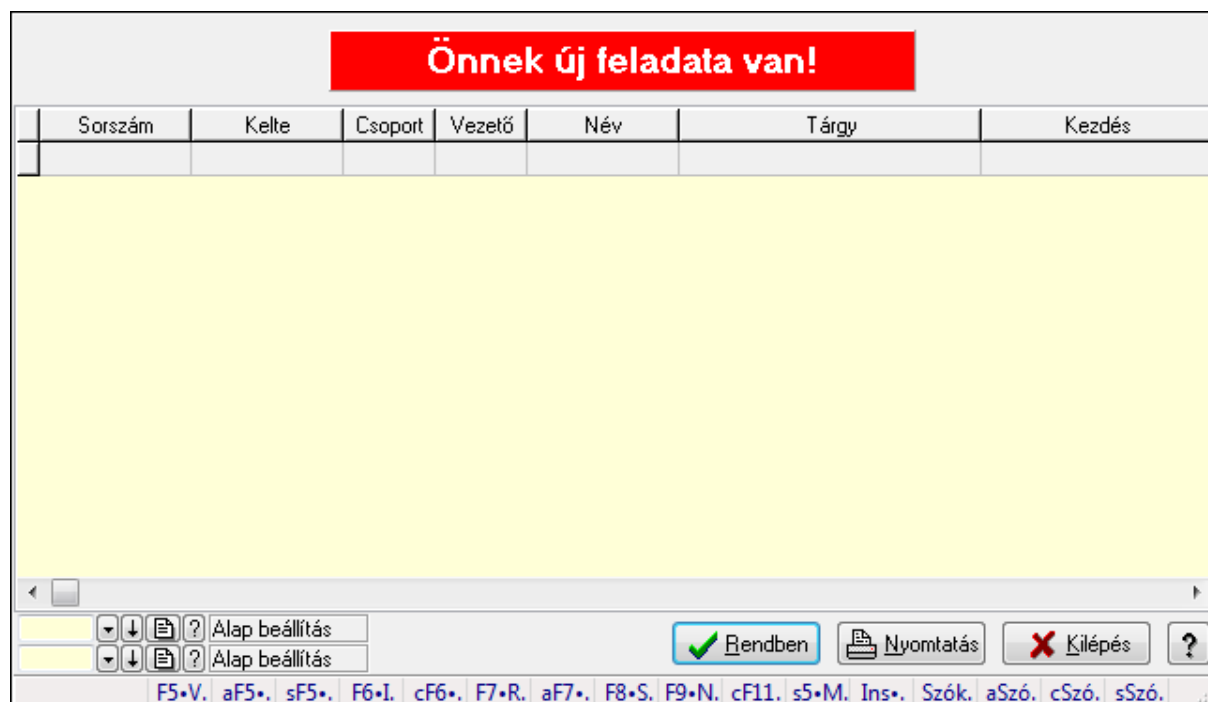 Önnek új feladata van!
Sorszám Kelte Csoport Vezető Név Tárgy Kezdés
? Alap beállítás
? Alap beállítás
Rendben Nyomtatás Kilépés ?
F5•V. aF5•. sF5•. F6•I. cF6•. F7•R. aF7•. F8•S. F9•N. cF11. s5•M. Ins•. Szók. aSzó. cSzó. sSzó.